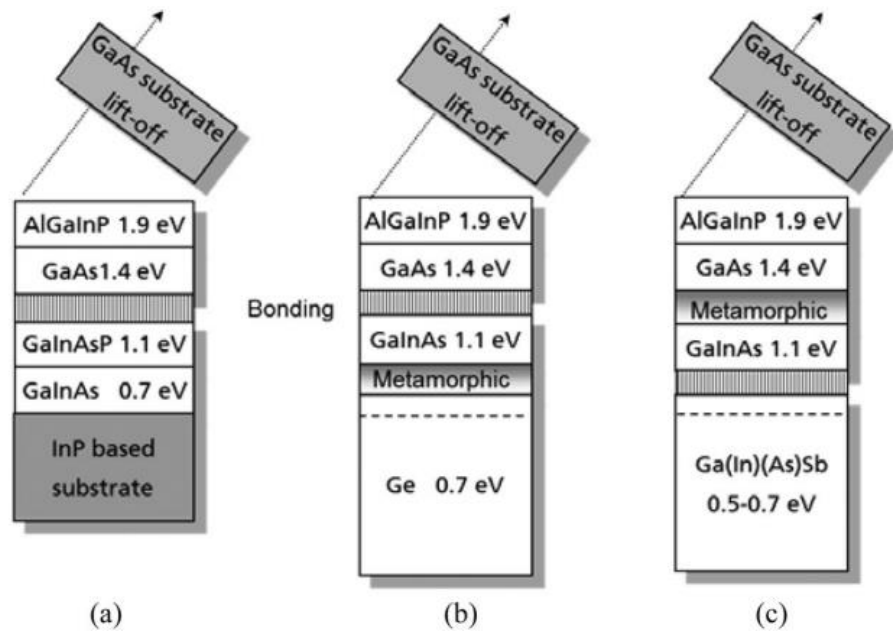 GaAs substrate
lift-off
AlGaInP 1.9 eV
GaAs1.4 eV
GaInAsP 1.1 eV
GaInAs 0.7 eV
InP based
substrate
(a)
Bonding
GaAs substrate
lift-off
AlGaInP 1.9 eV
GaAs 1.4 eV
GaInAs 1.1 eV
Metamorphic
Ge 0.7 eV
(b)
GaAs substrate
lift-off
AlGaInP 1.9 eV
GaAs 1.4 eV
Metamorphic
GaInAs 1.1 eV
Ga(In)(As)Sb
0.5-0.7 eV
(c)